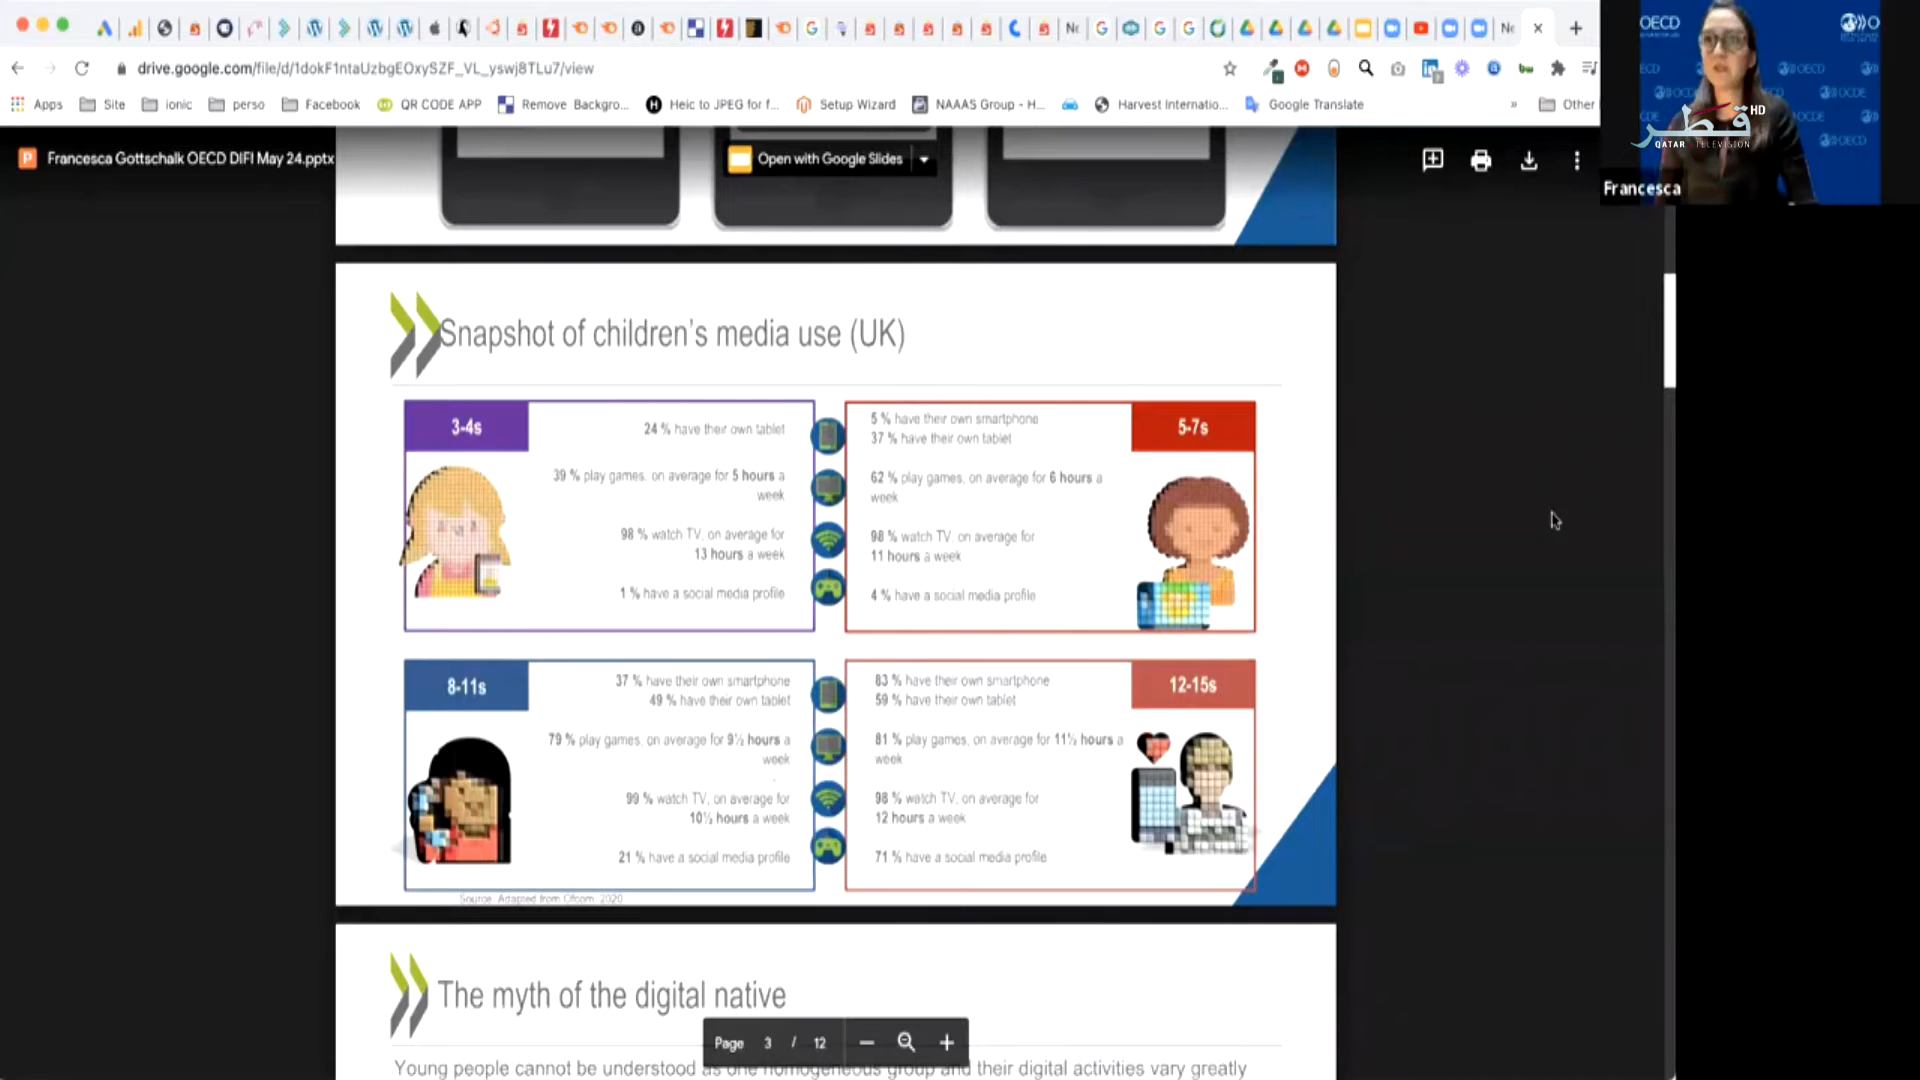 drive.google.com/file/d/1dokF1ntaUzbgEOxySZF_VL_yswj8TLu7/view
Apps Site ionic perso Facebook QR CODE APP Remove Backgro... Heic to JPEG for f... Setup Wizard NAAAS Group - H... Harvest Internatio... Google Translate » Other
Francesca Gottschalk OECD DIFI May 24.pptx
Open with Google Slides
OECD
قطر
HD
QATAR TELEVISION
Francesca
Snapshot of children's media use (UK)
3-4s
24 % have their own tablet
39 % play games, on average for 5 hours a
week
98 % watch TV, on average for
13 hours a week
1 % have a social media profile
5-7s
5 % have their own smartphone
37 % have their own tablet
62 % play games, on average for 6 hours a
week
98 % watch TV, on average for
11 hours a week
4 % have a social media profile
8-11s
37 % have their own smartphone
49 % have their own tablet
79 % play games, on average for 9½ hours a
week
99 % watch TV, on average for
10½ hours a week
21 % have a social media profile
12-15s
83 % have their own smartphone
59 % have their own tablet
81 % play games, on average for 11½ hours a
week
98 % watch TV, on average for
12 hours a week
71 % have a social media profile
Source: Adapted from Ofcom, 2020
The myth of the digital native
Page 3 / 12
Young people cannot be understood as one homogeneous group and their digital activities vary greatly